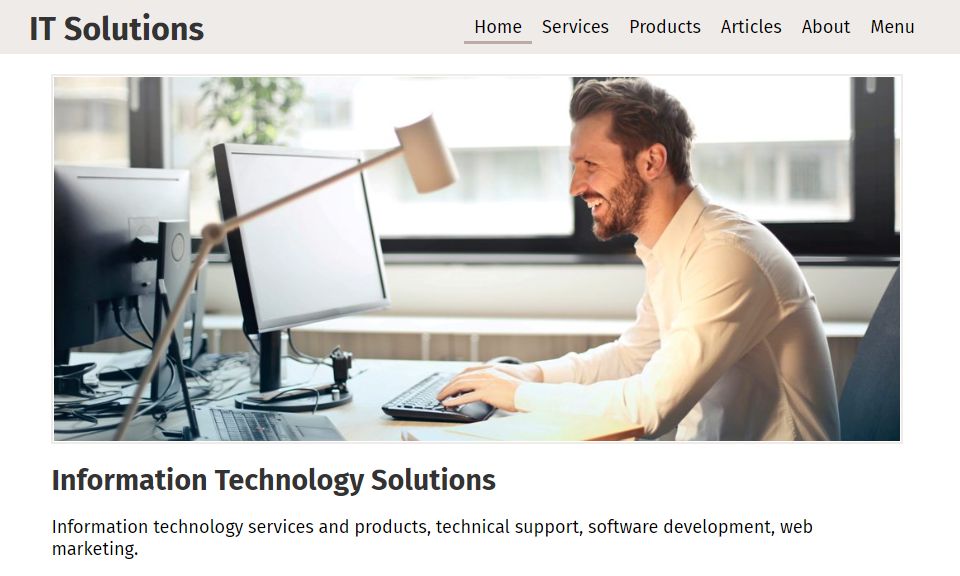 IT Solutions
Home Services Products Articles About Menu
Information Technology Solutions
Information technology services and products, technical support, software development, web
marketing.